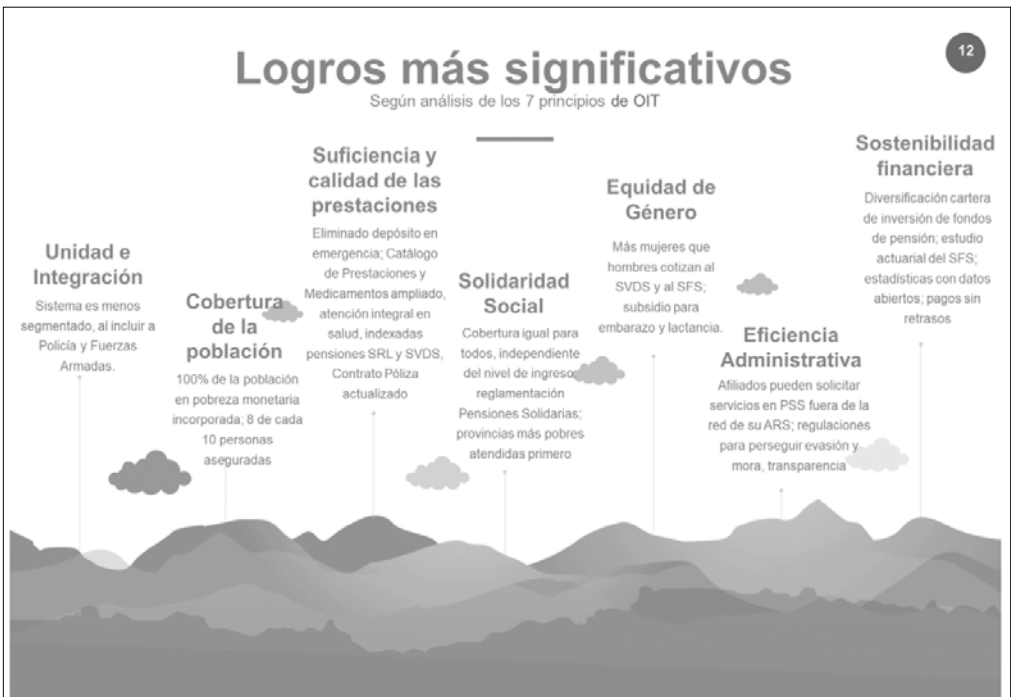 12
Logros más significativos
Según análisis de los 7 principios de OIT
Unidad e
Integración
Sistema es menos
segmentado, al incluir a
Policía y Fuerzas
Armadas.
Cobertura
de la
población
100% de la población
en pobreza monetaria
incorporada; 8 de cada
10 personas
aseguradas
Suficiencia y
calidad de las
prestaciones
Eliminado depósito en
emergencia; Catálogo
de Prestaciones y
Medicamentos ampliado,
atención integral en
salud, indexadas
pensiones SRL y SVDS,
Contrato Póliza
actualizado
Solidaridad
Social
Cobertura igual para
todos, independiente
del nivel de ingreso;
reglamentación
Pensiones Solidarias;
provincias más pobres
atendidas primero
Equidad de
Género
Más mujeres que
hombres cotizan al
SVDS y al SFS;
subsidio para
embarazo y lactancia.
Eficiencia
Administrativa
Afiliados pueden solicitar
servicios en PSS fuera de la
red de su ARS; regulaciones
para perseguir evasión y
mora, transparencia
Sostenibilidad
financiera
Diversificación cartera
de inversión de fondos
de pensión; estudio
actuarial del SFS;
estadísticas con datos
abiertos; pagos sin
retrasos